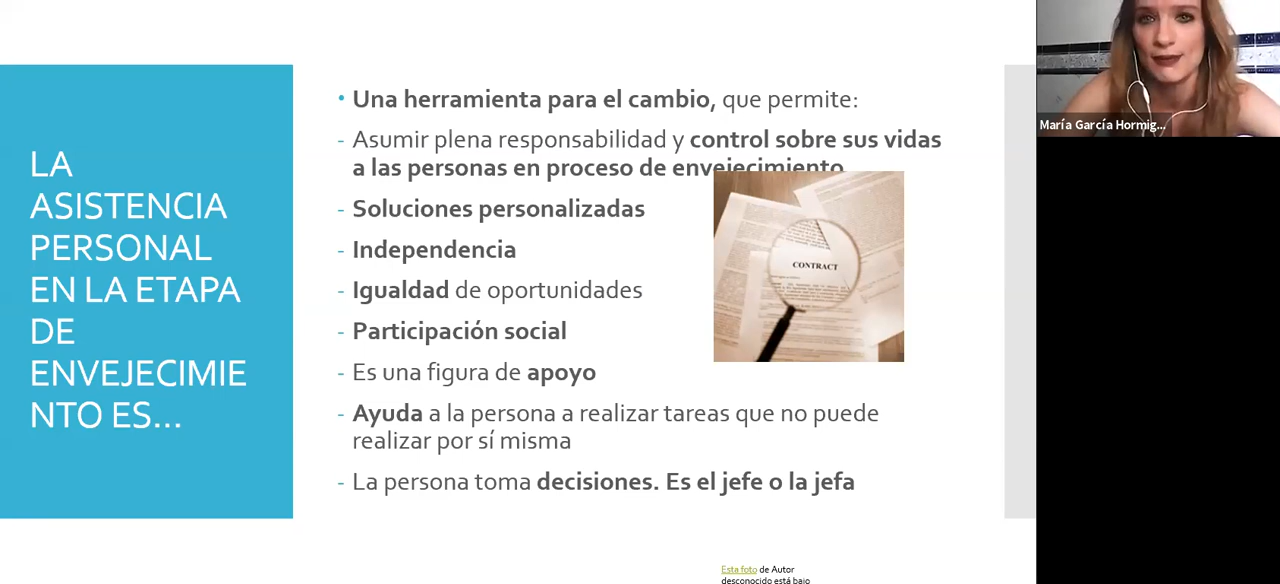 LA
ASISTENCIA
PERSONAL
EN LA ETAPA
DE
ENVEJECIMIE
NTO ES...
• Una herramienta para el cambio, que permite:
- Asumir plena responsabilidad y control sobre sus vidas
a las personas en proceso de envejecimiento
- Soluciones personalizadas
- Independencia
- Igualdad de oportunidades
- Participación social
- Es una figura de apoyo
- Ayuda a la persona a realizar tareas que no puede
realizar por sí misma
- La persona toma decisiones. Es el jefe o la jefa
CONTRACT
Esta foto de Autor
desconocido está bajo
María García Hormig...